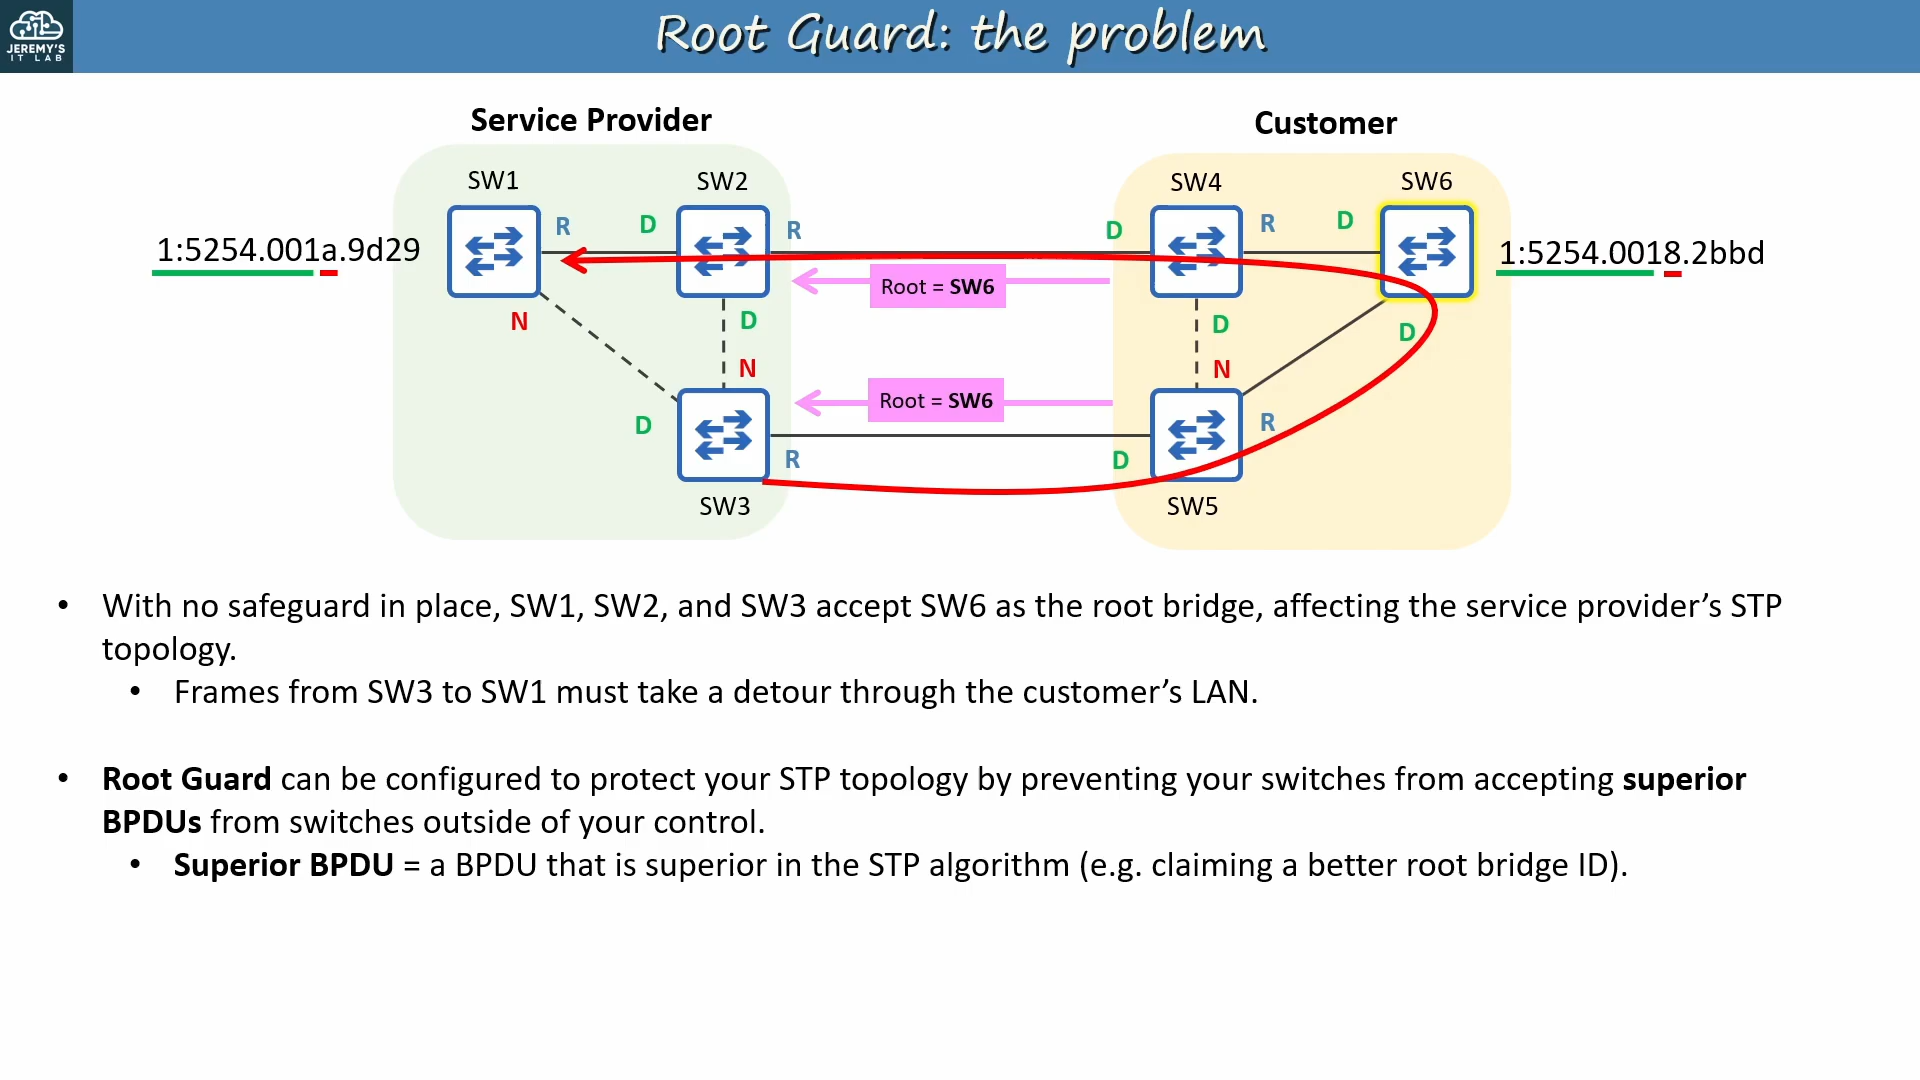 JEREMY'S
IT LAB
Root Guard: the problem
Service Provider
Customer
SW1
SW2
SW4
SW6
R
D
R
D
R
D
1:5254.001a.9d29
1:5254.0018.2bbd
Root = SW6
N
D
D
D
N
N
Root = SW6
D
R
R
D
SW3
SW5
• With no safeguard in place, SW1, SW2, and SW3 accept SW6 as the root bridge, affecting the service provider’s STP
topology.
• Frames from SW3 to SW1 must take a detour through the customer’s LAN.
• Root Guard can be configured to protect your STP topology by preventing your switches from accepting superior
BPDUs from switches outside of your control.
• Superior BPDU = a BPDU that is superior in the STP algorithm (e.g. claiming a better root bridge ID).